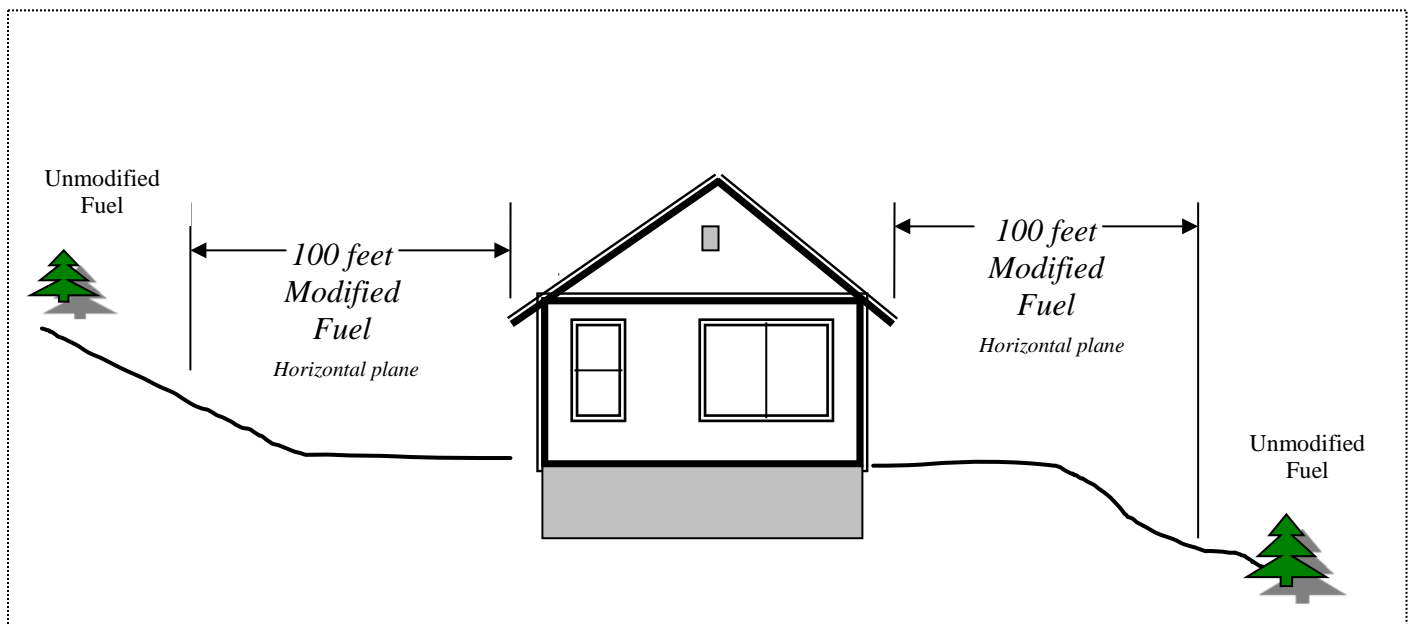 Unmodified
Fuel
100 feet
Modified
Fuel
Horizontal plane
100 feet
Modified
Fuel
Horizontal plane
Unmodified
Fuel